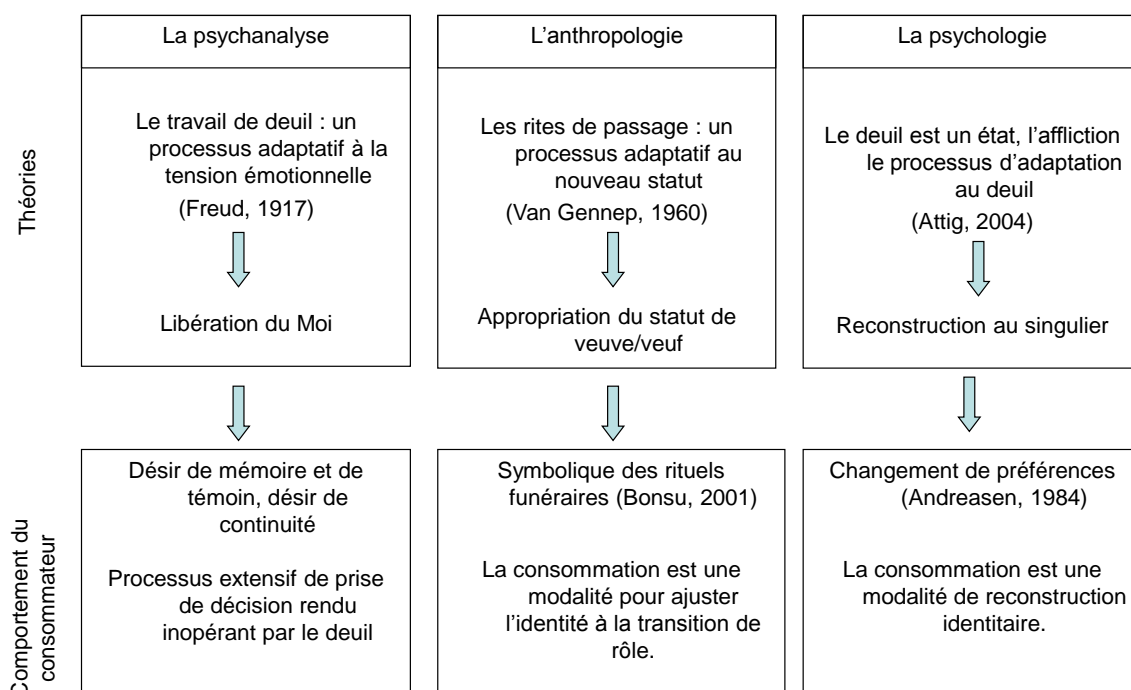 La psychanalyse
L’anthropologie
La psychologie
Théories
Le travail de deuil : un
processus adaptatif à la
tension émotionnelle
(Freud, 1917)
Libération du Moi
Les rites de passage : un
processus adaptatif au
nouveau statut
(Van Gennep, 1960)
Appropriation du statut de
veuve/veuf
Le deuil est un état, l’affliction
le processus d’adaptation
au deuil
(Attig, 2004)
Reconstruction au singulier
Comportement du
consommateur
Désir de mémoire et de
témoin, désir de
continuité
Processus extensif de prise
de décision rendu
inopérant par le deuil
Symbolique des rituels
funéraires (Bonsu, 2001)
La consommation est une
modalité pour ajuster
l’identité à la transition de
rôle.
Changement de préférences
(Andreasen, 1984)
La consommation est une
modalité de reconstruction
identitaire.